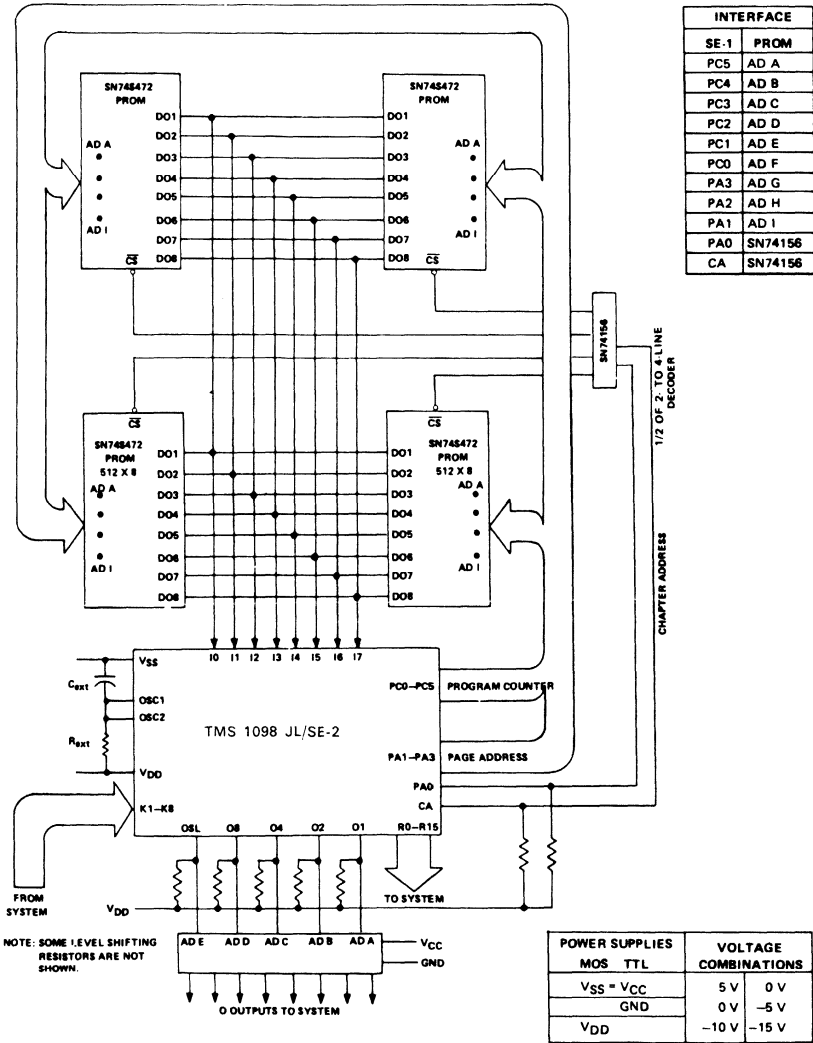 INTERFACE
SE-1 PROM
PC5 AD A
PC4 AD B
PC3 AD C
PC2 AD D
PC1 AD E
PC0 AD F
PA3 AD G
PA2 AD H
PA1 AD I
PA0 SN74156
CA SN74156
SN74S472
PROM
AD A
AD I
CS
DO1
DO2
DO3
DO4
DO5
DO6
DO7
DO8
SN74S472
PROM
DO1
DO2
DO3
DO4
DO5
DO6
DO7
DO8
AD A
AD I
CS
SN74156
1/2 OF 2- TO 4-LINE
DECODER
CHAPTER ADDRESS
CS
SN74S472
PROM
512 X 8
AD A
AD I
DO1
DO2
DO3
DO4
DO5
DO6
DO7
DO8
CS
SN74S472
PROM
512 X 8
AD A
AD I
DO1
DO2
DO3
DO4
DO5
DO6
DO7
DO8
I0 I1 I2 I3 I4 I5 I6 I7
VSS
Cext
OSC1
OSC2
Rext
VDD
K1–K8
TMS 1098 JL/SE-2
PC0–PC5 PROGRAM COUNTER
PA1–PA3 PAGE ADDRESS
PA0
CA
OSL O8 O4 O2 O1 R0–R15
FROM
SYSTEM
TO SYSTEM
VDD
AD E AD D AD C AD B AD A
VCC
GND
O OUTPUTS TO SYSTEM
NOTE: SOME LEVEL SHIFTING
RESISTORS ARE NOT
SHOWN.
POWER SUPPLIES VOLTAGE
MOS TTL COMBINATIONS
VSS = VCC 5 V 0 V
GND 0 V –5 V
VDD –10 V –15 V